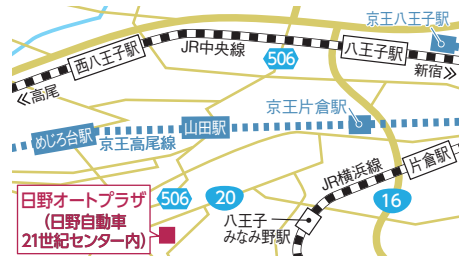 京王八王子駅
JR中央線
八王子駅
西八王子駅
506
新宿
高尾
京王片倉駅
山田駅
めじろ台駅
京王高尾線
JR横浜線
片倉駅
日野オートプラザ
(日野自動車
21世紀センター内)
506
20
16
八王子
みなみ野駅